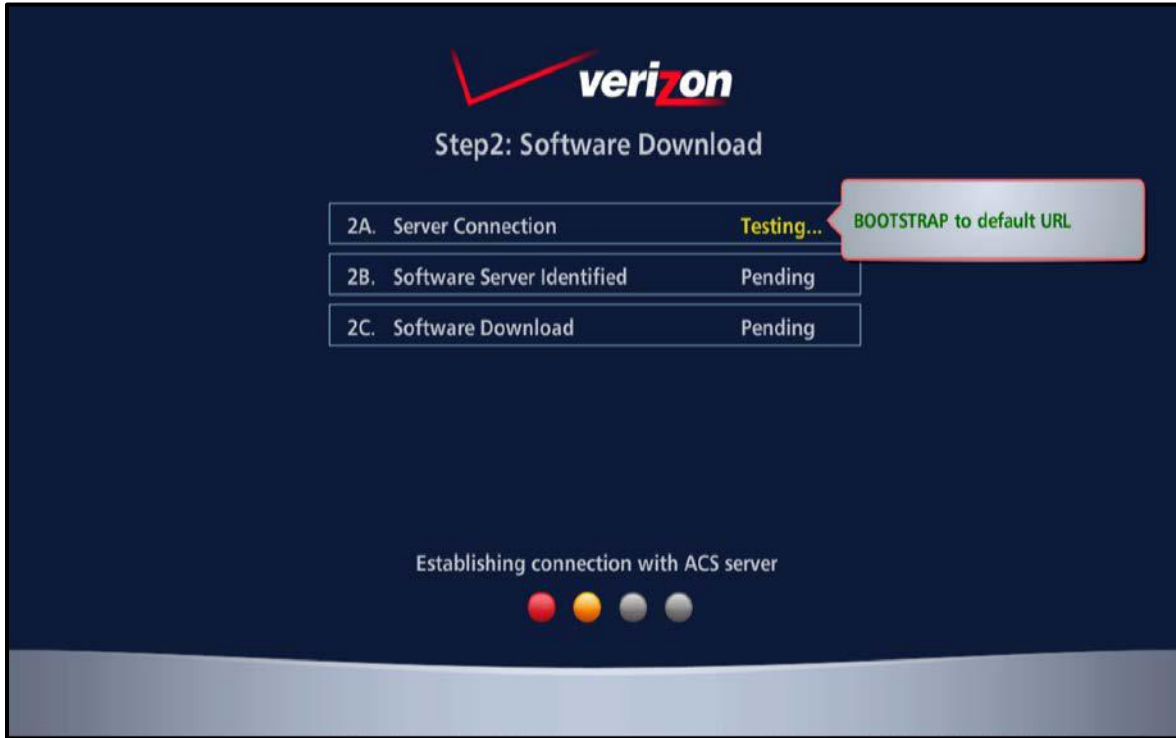 verizon
Step2: Software Download
2A. Server Connection Testing...
BOOTSTRAP to default URL
2B. Software Server Identified Pending
2C. Software Download Pending
Establishing connection with ACS server